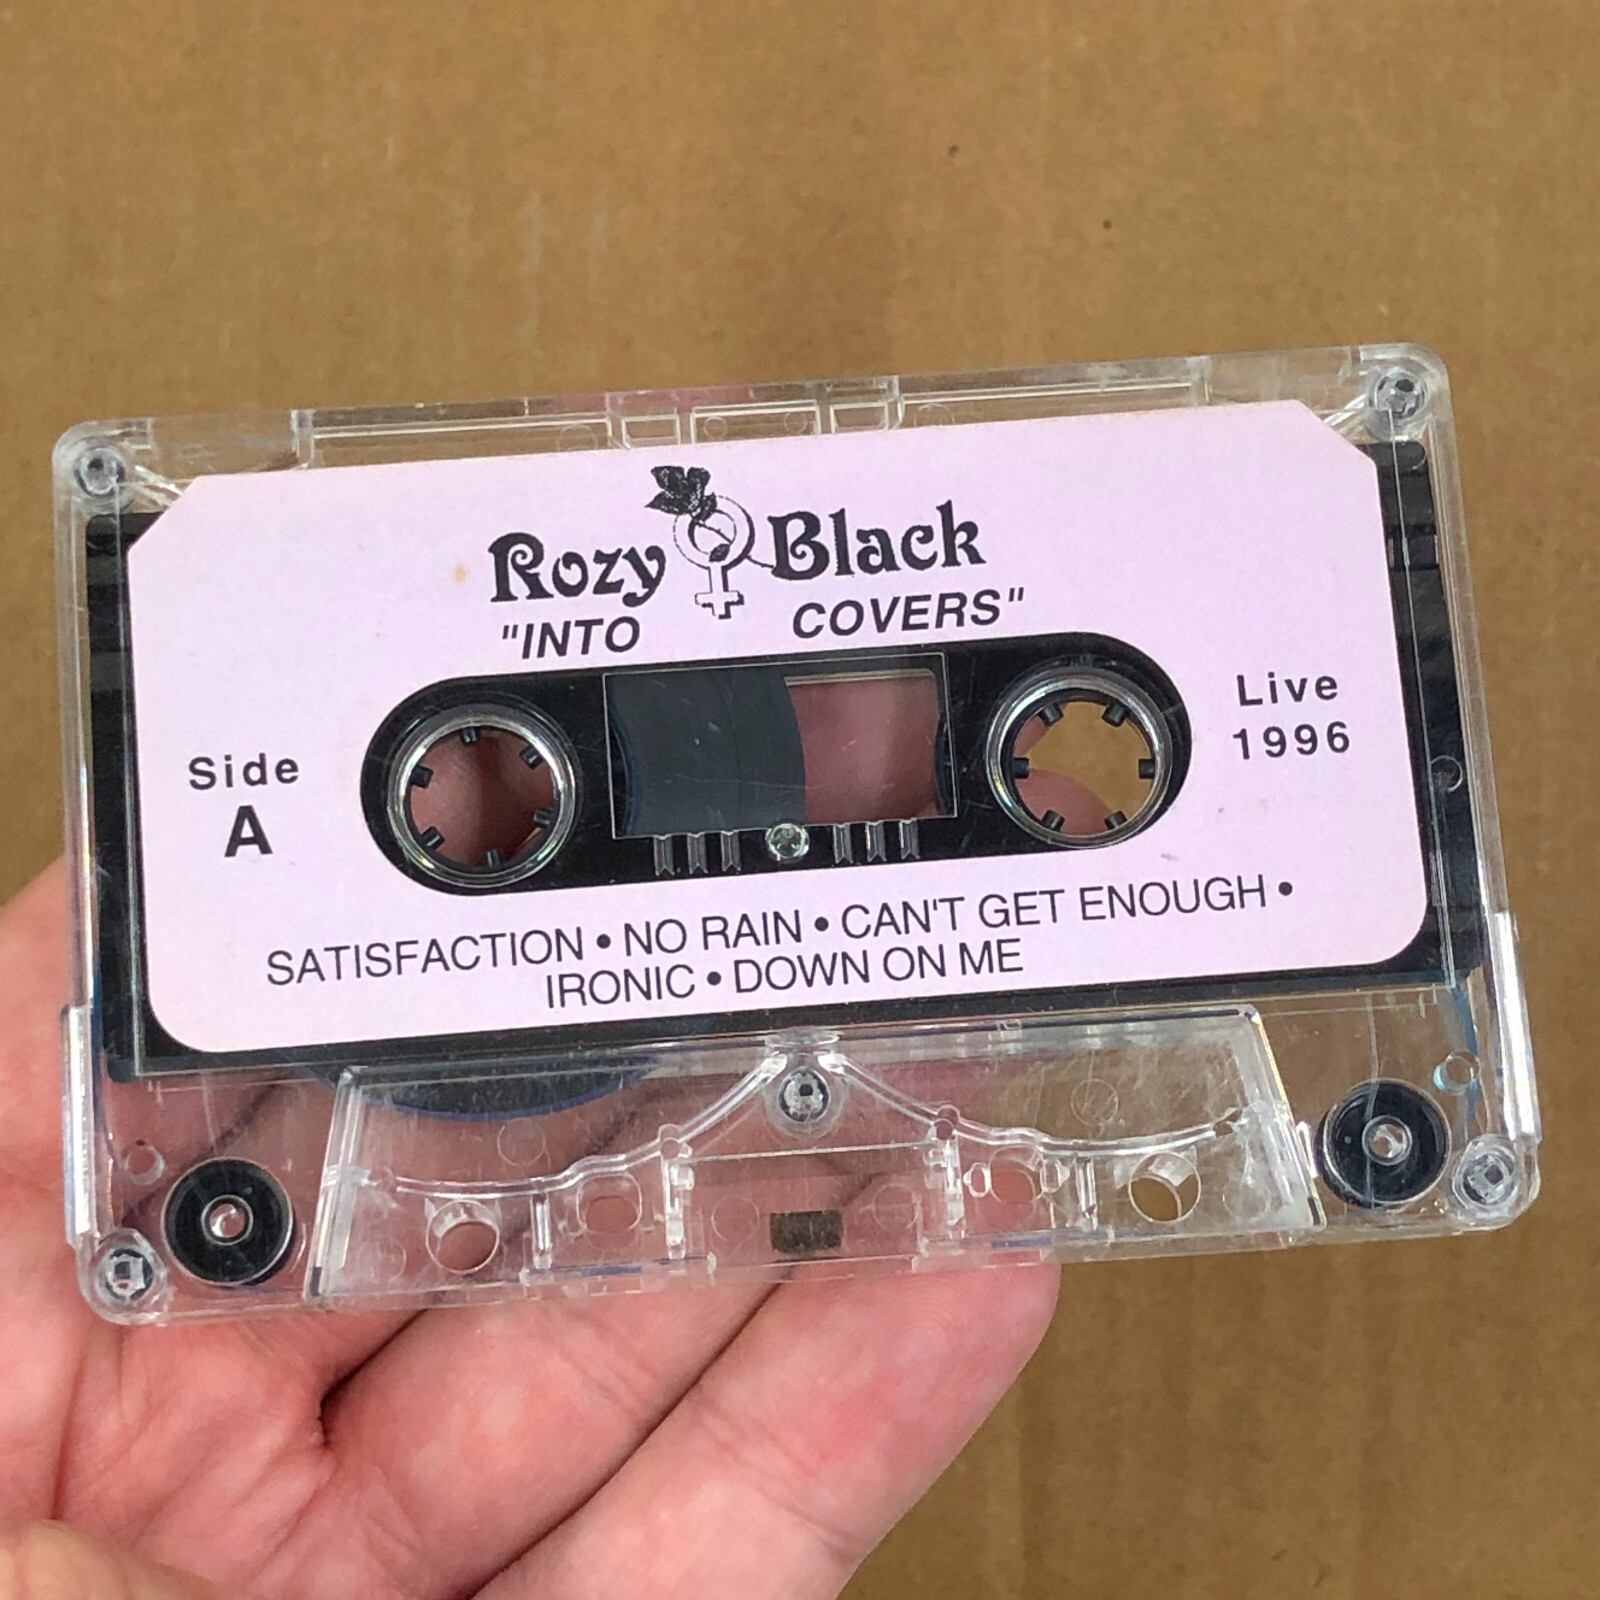 Rozy Black
"INTO COVERS"
Live
1996
Side
A
SATISFACTION • NO RAIN • CAN'T GET ENOUGH •
IRONIC • DOWN ON ME